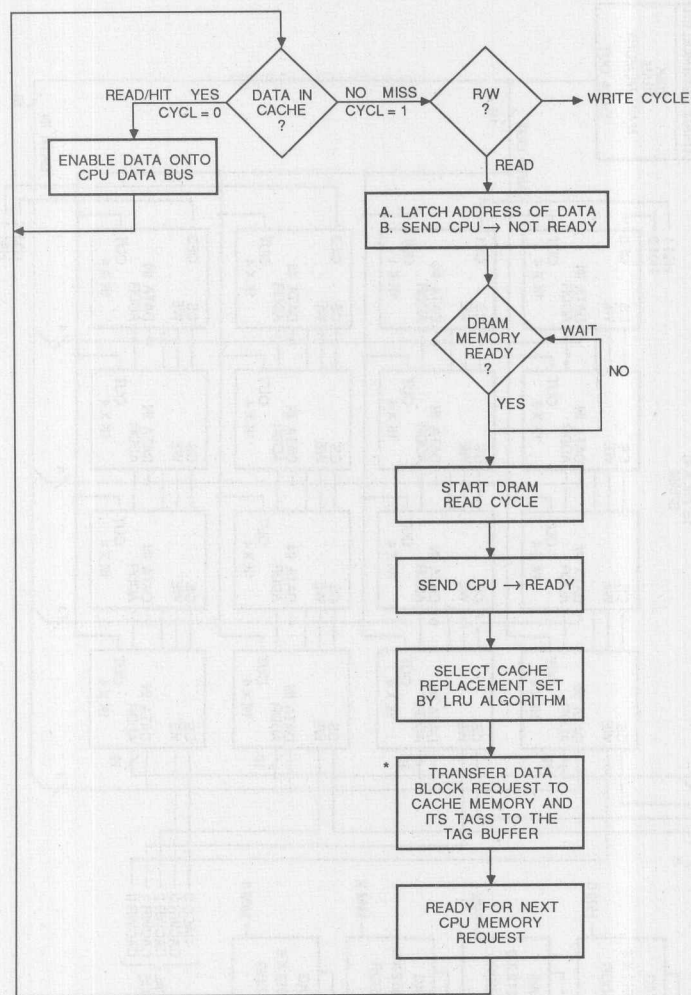 READ/HIT YES
CYCL = 0
DATA IN
CACHE
?
NO MISS
CYCL = 1
R/W
?
WRITE CYCLE
READ
ENABLE DATA ONTO
CPU DATA BUS
A. LATCH ADDRESS OF DATA
B. SEND CPU → NOT READY
DRAM
MEMORY
READY
?
WAIT
NO
YES
START DRAM
READ CYCLE
SEND CPU → READY
SELECT CACHE
REPLACEMENT SET
BY LRU ALGORITHM
*
TRANSFER DATA
BLOCK REQUEST TO
CACHE MEMORY AND
ITS TAGS TO THE
TAG BUFFER
READY FOR NEXT
CPU MEMORY
REQUEST